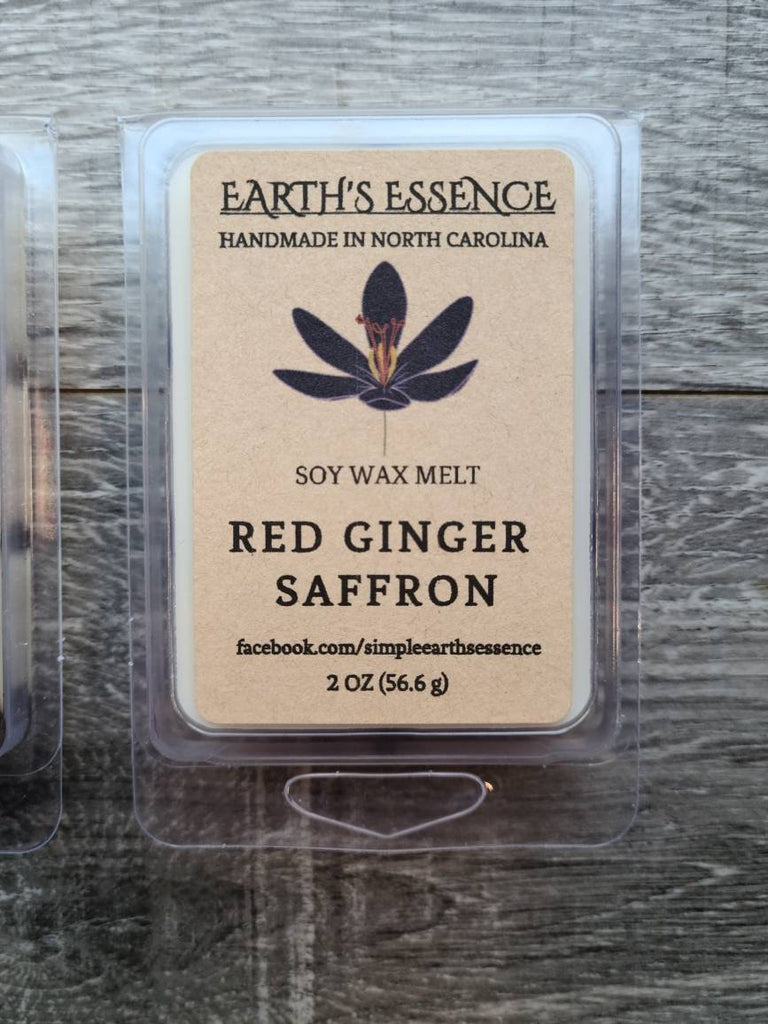 EARTH'S ESSENCE
HANDMADE IN NORTH CAROLINA
SOY WAX MELT
RED GINGER
SAFFRON
facebook.com/simpleearthsessence
2 OZ (56.6 g)